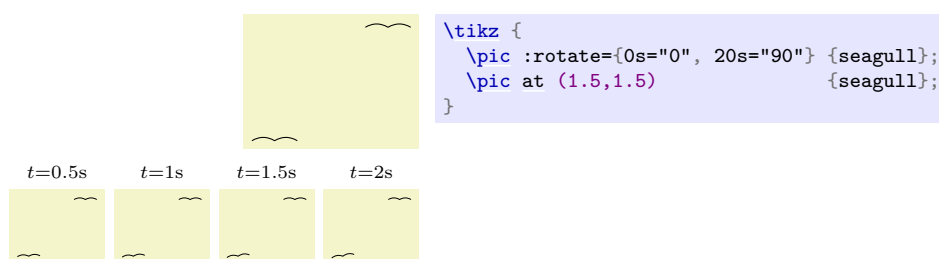 \tikz {
  \pic :rotate={0s="0", 20s="90"} {seagull};
  \pic at (1.5,1.5)               {seagull};
}
t=0.5s t=1s t=1.5s t=2s